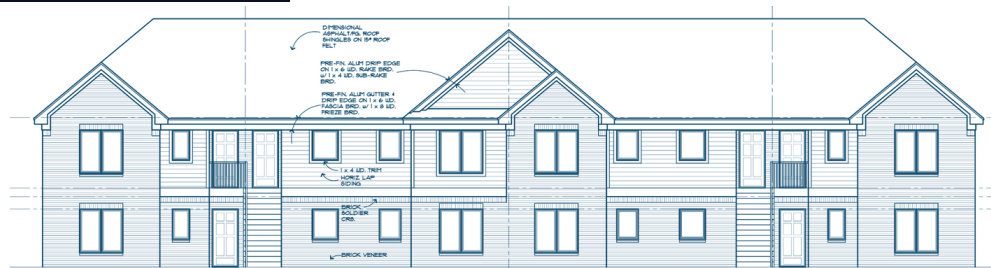 DIMENSIONAL
ASPHALT/FG. ROOF
SHINGLES ON 15# ROOF
FELT
PRE-FIN. ALUM DRIP EDGE
ON 1 x 6 WD. RAKE BRD.
w/ 1 x 4 WD. SUB-RAKE
BRD.
PRE-FIN. ALUM GUTTER &
DRIP EDGE ON 1 x 6 WD.
FASCIA BRD. w/ 1 x 8 WD.
FRIEZE BRD.
1 x 4 WD. TRIM
HORIZ. LAP
SIDING
BRICK
SOLDIER
CRS.
BRICK VENEER